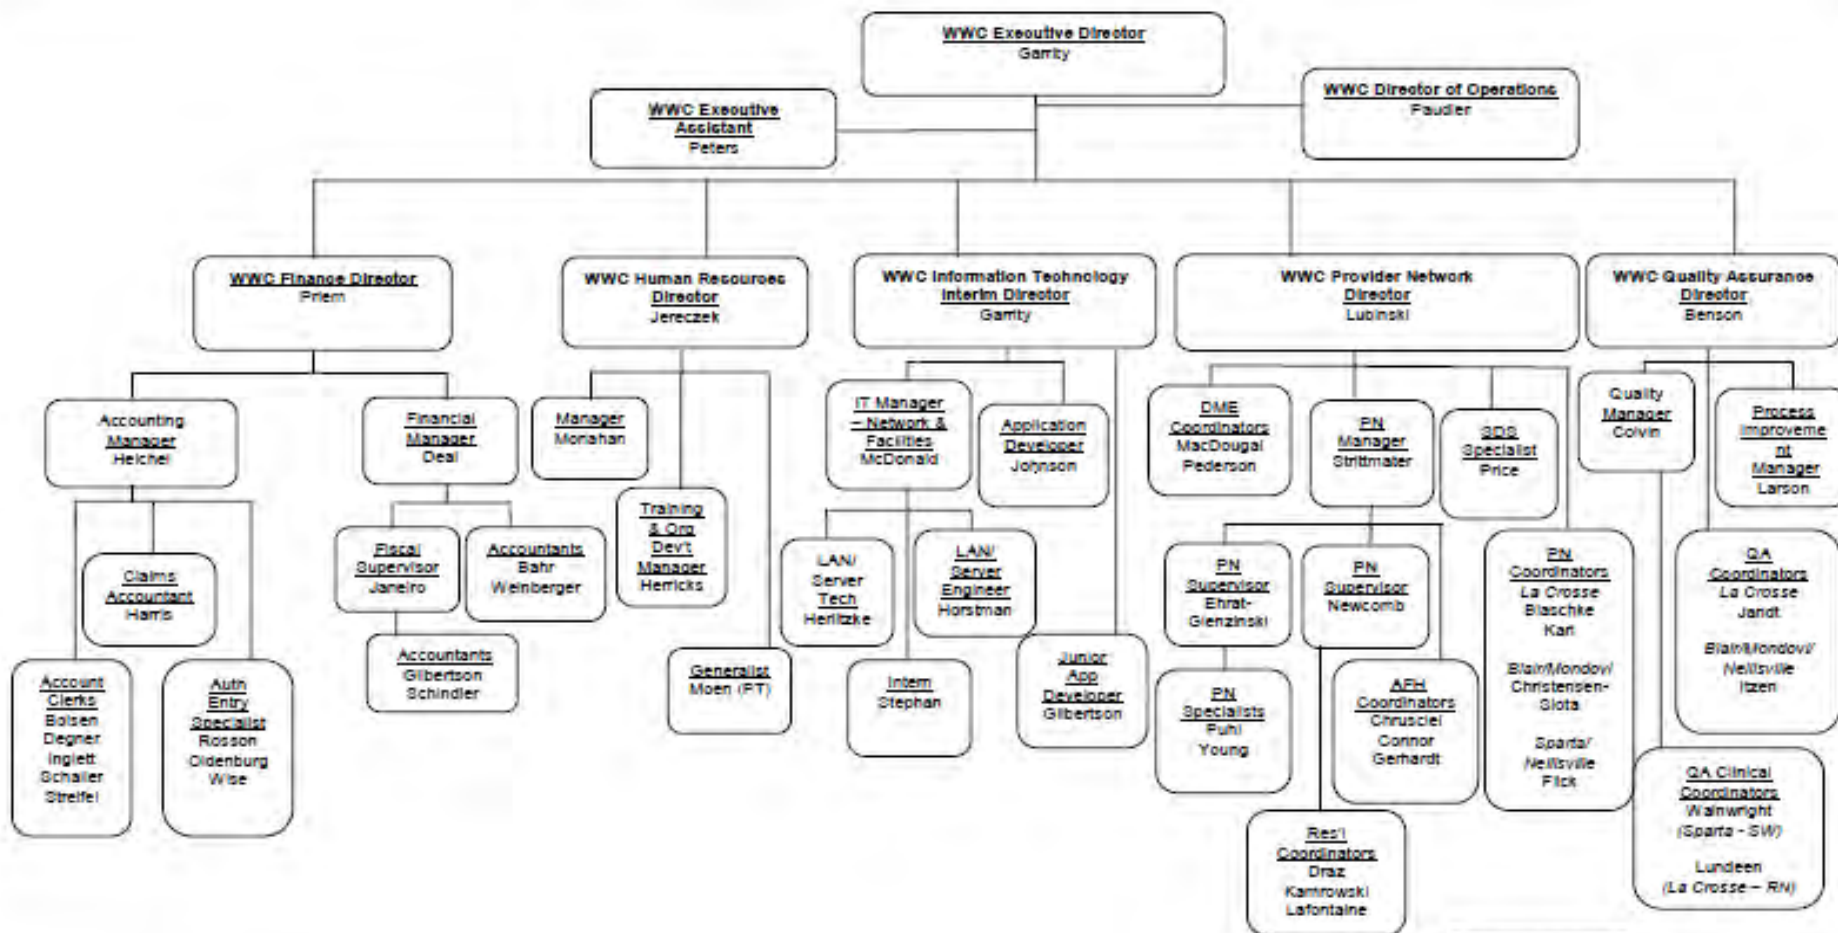 WWC Executive Director
Garrity
WWC Director of Operations
Paudler
WWC Executive
Assistant
Peters
WWC Finance Director
Priem
WWC Human Resources
Director
Jereczek
WWC Information Technology
Interim Director
Garrity
WWC Provider Network
Director
Lubinski
WWC Quality Assurance
Director
Benson
Accounting
Manager
Heichel
Financial
Manager
Deal
Manager
Monahan
IT Manager
– Network &
Facilities
McDonald
Application
Developer
Johnson
DME
Coordinators
MacDougal
Pederson
PN
Manager
Strittmater
SDS
Specialist
Price
Quality
Manager
Colvin
Process
Improveme
nt
Manager
Larson
Claims
Accountant
Harris
Fiscal
Supervisor
Janeiro
Accountants
Bahr
Weinberger
Training
& Org
Dev't
Manager
Herricks
LAN/
Server
Tech
Herlitzke
LAN/
Server
Engineer
Horstman
PN
Supervisor
Ehrat-
Gienzinski
PN
Supervisor
Newcomb
PN
Coordinators
La Crosse
Blaschke
Karl
Blair/Mondovi
Christensen-
Slota
Sparta/
Neillsville
Flick
QA
Coordinators
La Crosse
Jandt
Blair/Mondovi/
Neillsville
Itzen
Account
Clerks
Bolsen
Degner
Inglett
Schaller
Streifel
Auth
Entry
Specialist
Rosson
Oldenburg
Wise
Accountants
Gilbertson
Schindler
Generalist
Moen (PT)
Intern
Stephan
Junior
App
Developer
Gilbertson
PN
Specialists
Puhl
Young
AFH
Coordinators
Chrusciel
Connor
Gerhardt
Res'l
Coordinators
Draz
Kamrowski
Lafontaine
QA Clinical
Coordinators
Wainwright
(Sparta - SW)
Lundeen
(La Crosse – RN)